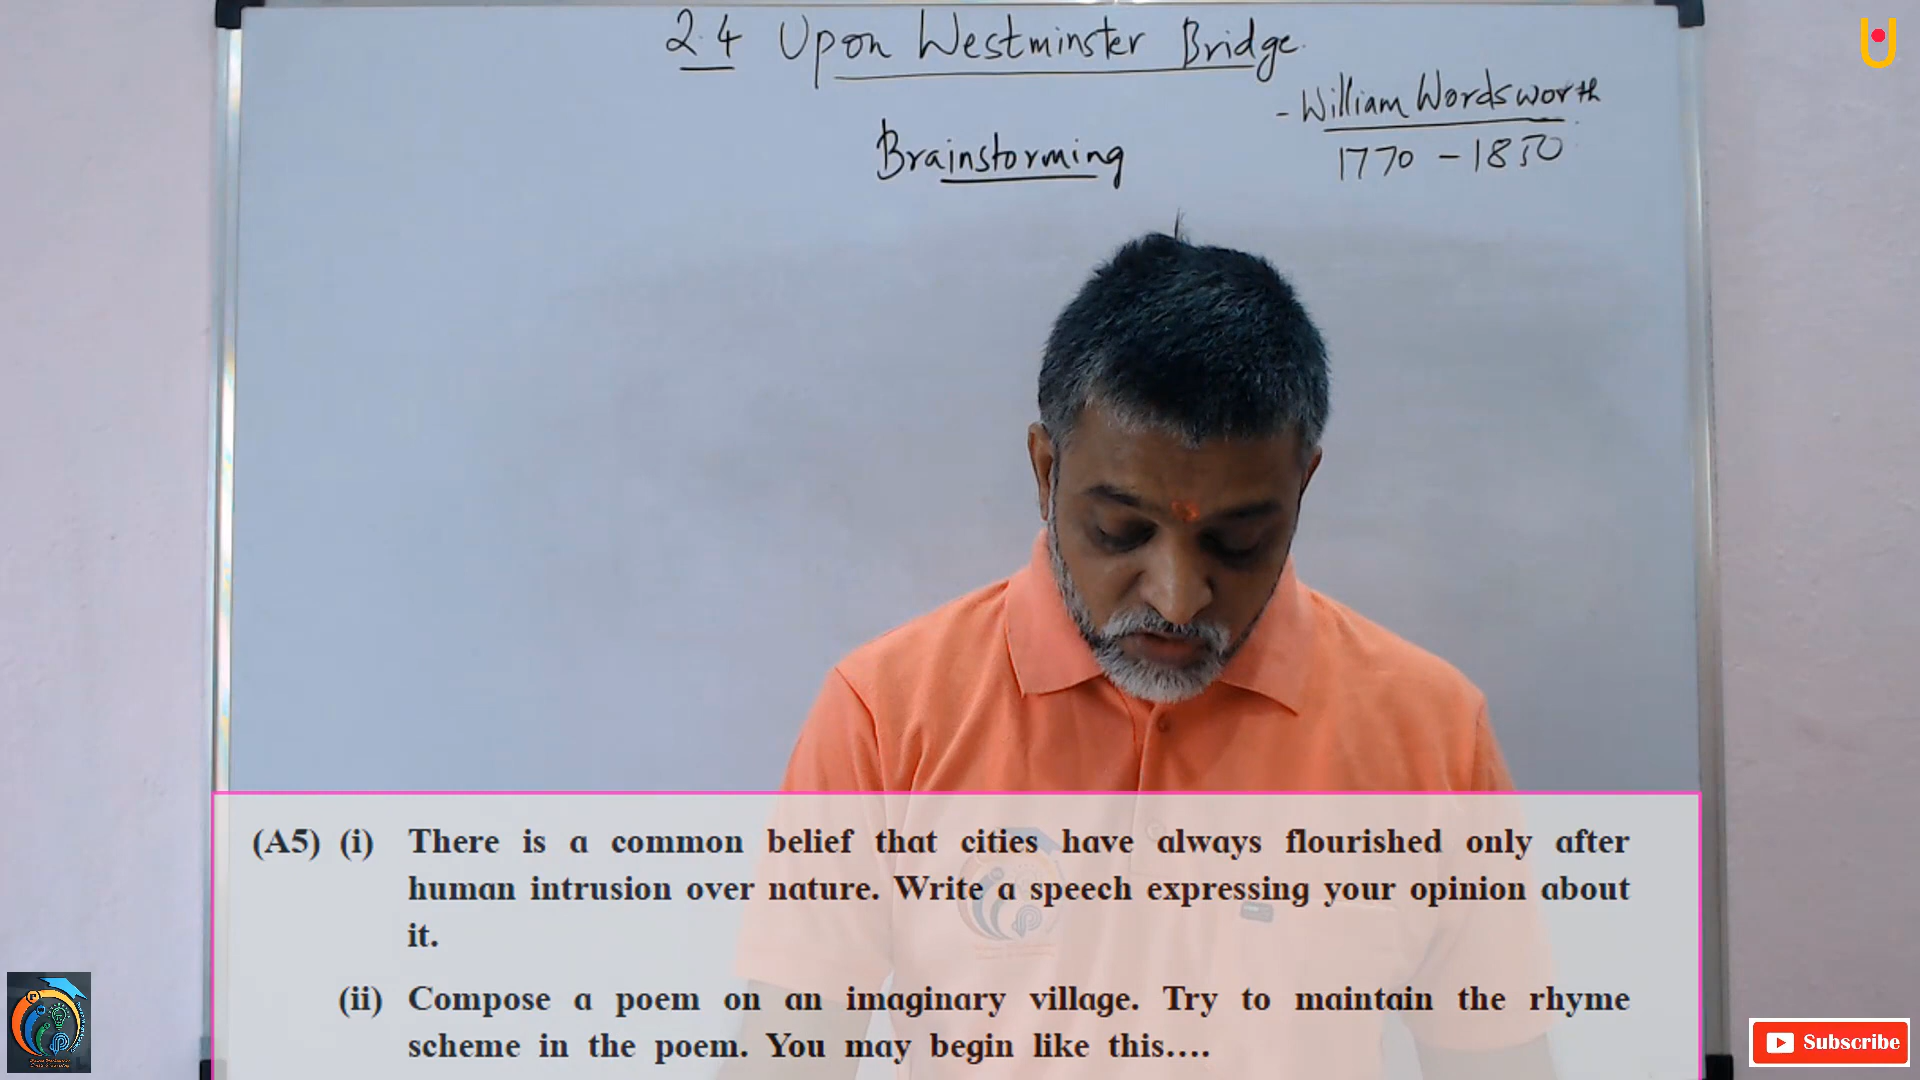 2.4 Upon Westminster Bridge.
- William Wordsworth
1770 - 1850
Brainstorming
(A5) (i) There is a common belief that cities have always flourished only after
human intrusion over nature. Write a speech expressing your opinion about
it.
(ii) Compose a poem on an imaginary village. Try to maintain the rhyme
scheme in the poem. You may begin like this....
Subscribe